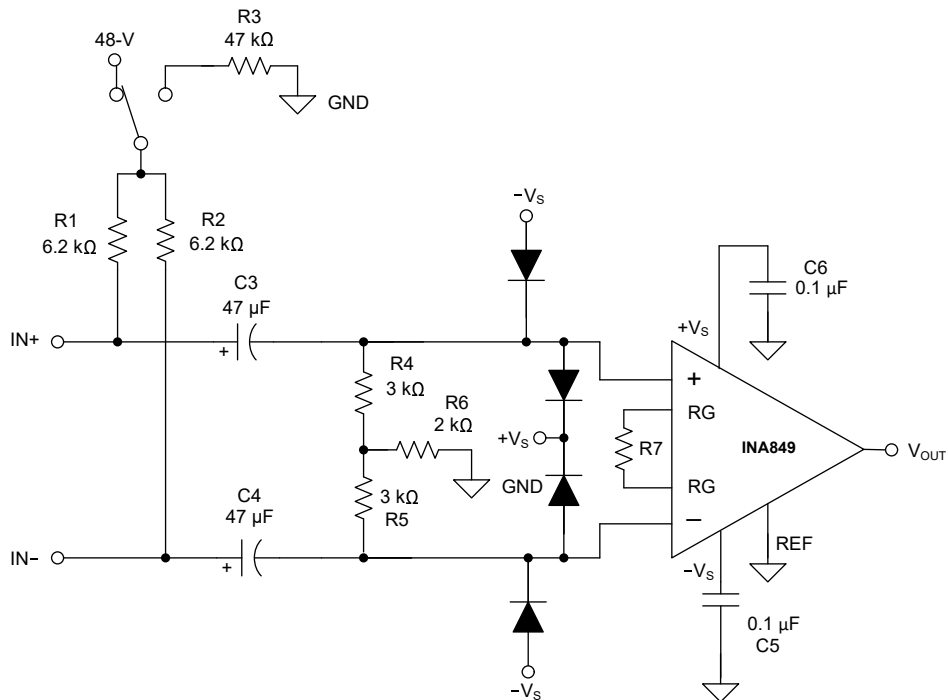 R3
47 kΩ
48-V
GND
−VS
R1
6.2 kΩ
R2
6.2 kΩ
C3
47 µF
+
IN+
C6
0.1 µF
+VS
R4
3 kΩ
R6
2 kΩ
+VS
GND
+
RG
R7
INA849
RG
−
VOUT
3 kΩ
R5
C4
47 µF
+
IN−
REF
−VS
0.1 µF
C5
−VS